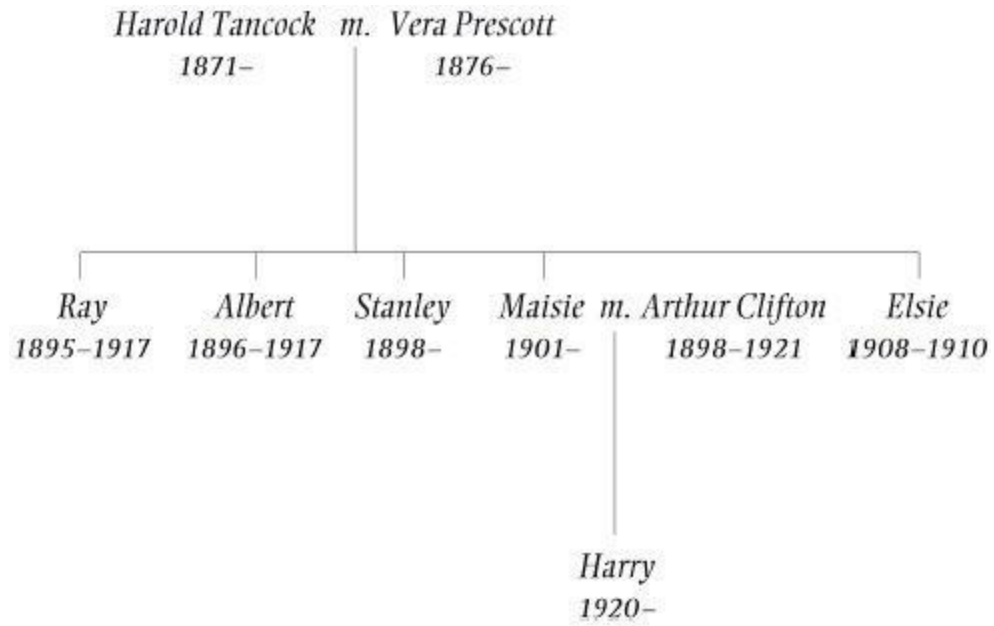 Harold Tancock m. Vera Prescott
1871– 1876–
Ray Albert Stanley Maisie m. Arthur Clifton Elsie
1895–1917 1896–1917 1898– 1901– 1898–1921 1908–1910
Harry
1920–